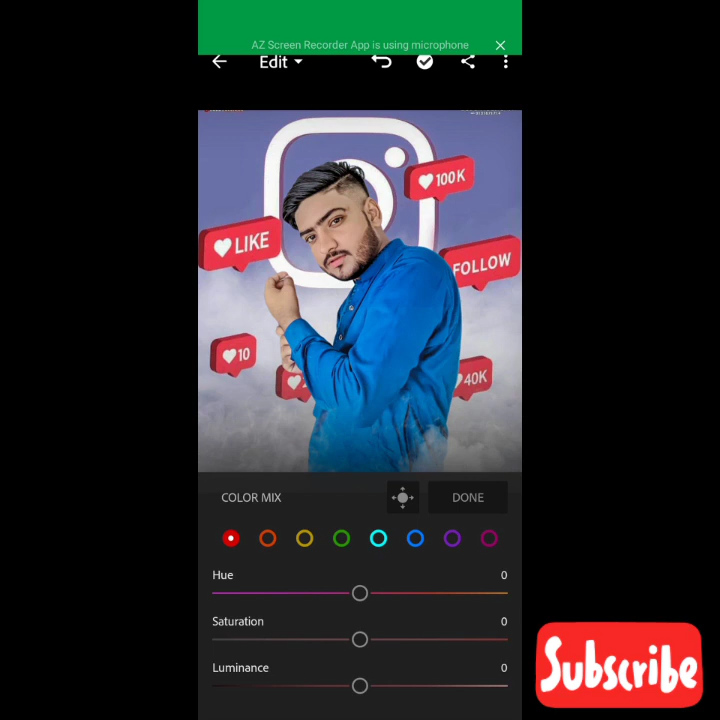 AZ Screen Recorder App is using microphone
Edit
100K
LIKE
FOLLOW
10
40K
COLOR MIX
DONE
Hue 0
Saturation 0
Luminance 0
Subscribe